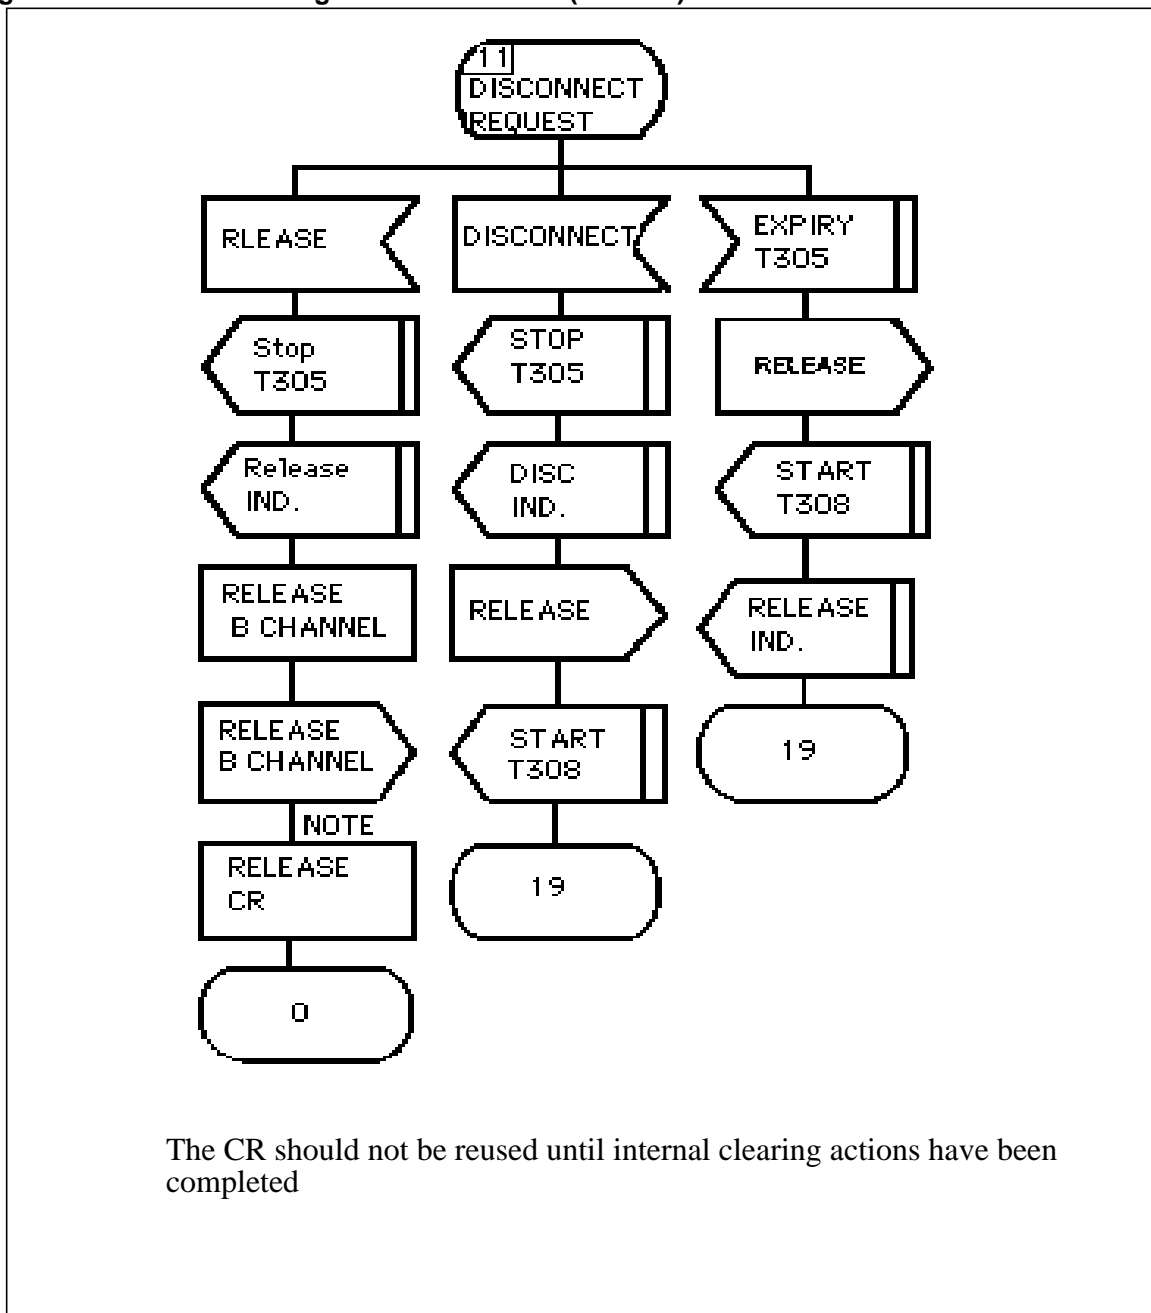 11
DISCONNECT
REQUEST
RLEASE
DISCONNECT
EXPIRY
T305
Stop
T305
STOP
T305
RELEASE
Release
IND.
DISC
IND.
START
T308
RELEASE
B CHANNEL
RELEASE
RELEASE
IND.
RELEASE
B CHANNEL
START
T308
19
NOTE
RELEASE
CR
19
0
The CR should not be reused until internal clearing actions have been
completed